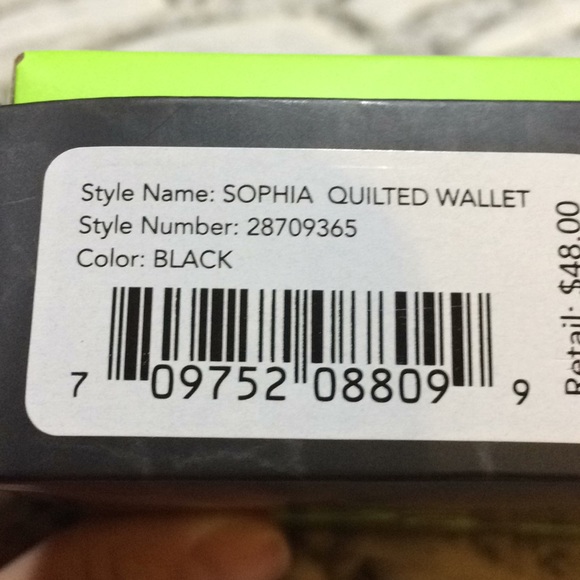 Style Name: SOPHIA QUILTED WALLET
Style Number: 28709365
Color: BLACK
7 09752 08809 9
Retail: $48.00